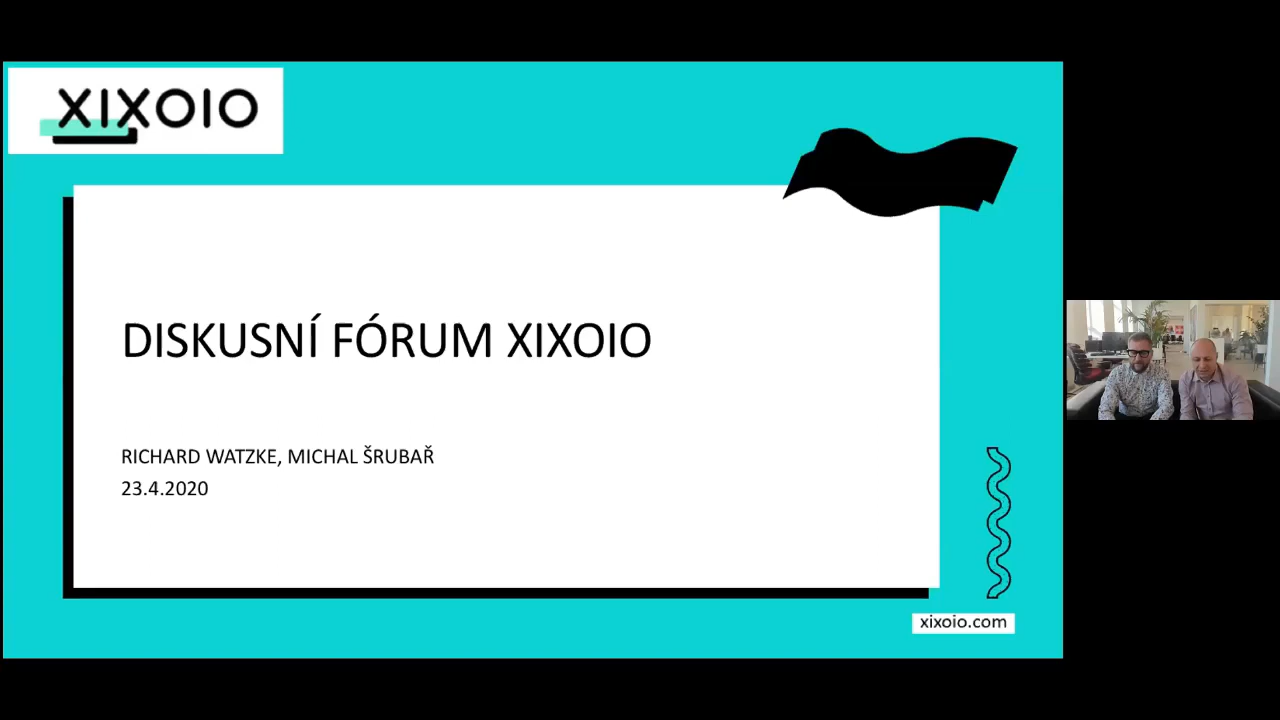 XIXOIO
DISKUSNÍ FÓRUM XIXOIO
RICHARD WATZKE, MICHAL ŠRUBAŘ
23.4.2020
xixoio.com